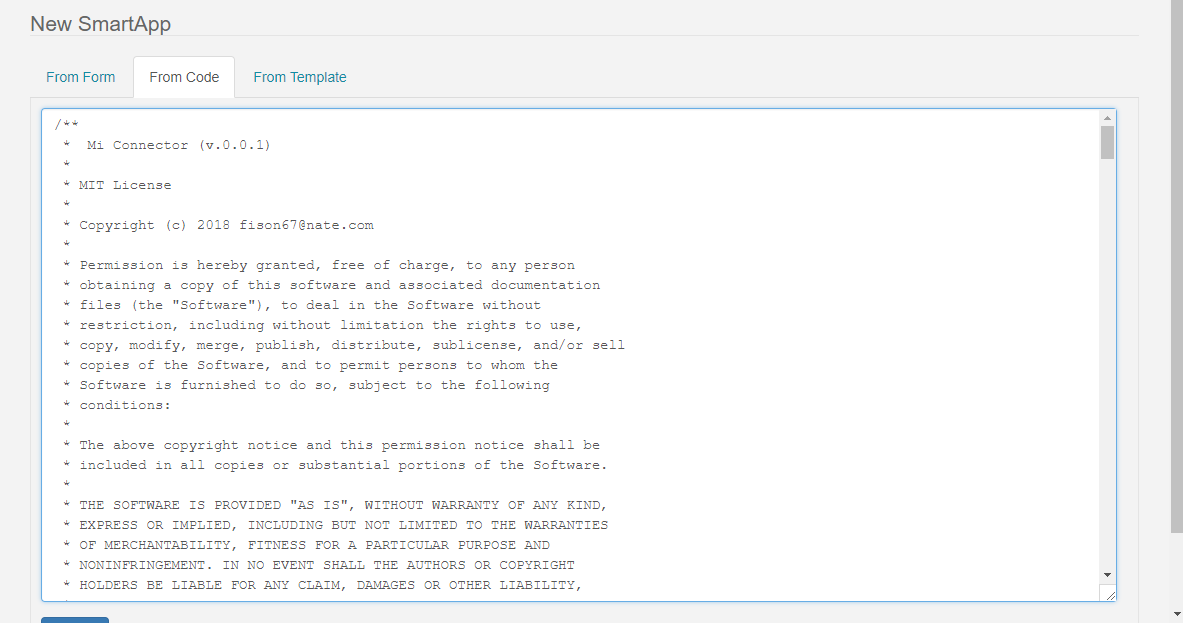 New SmartApp
From Form From Code From Template
/**
*  Mi Connector (v.0.0.1)
*
* MIT License
*
* Copyright (c) 2018 fison67@nate.com
*
* Permission is hereby granted, free of charge, to any person
* obtaining a copy of this software and associated documentation
* files (the "Software"), to deal in the Software without
* restriction, including without limitation the rights to use,
* copy, modify, merge, publish, distribute, sublicense, and/or sell
* copies of the Software, and to permit persons to whom the
* Software is furnished to do so, subject to the following
* conditions:
*
* The above copyright notice and this permission notice shall be
* included in all copies or substantial portions of the Software.
*
* THE SOFTWARE IS PROVIDED "AS IS", WITHOUT WARRANTY OF ANY KIND,
* EXPRESS OR IMPLIED, INCLUDING BUT NOT LIMITED TO THE WARRANTIES
* OF MERCHANTABILITY, FITNESS FOR A PARTICULAR PURPOSE AND
* NONINFRINGEMENT. IN NO EVENT SHALL THE AUTHORS OR COPYRIGHT
* HOLDERS BE LIABLE FOR ANY CLAIM, DAMAGES OR OTHER LIABILITY,